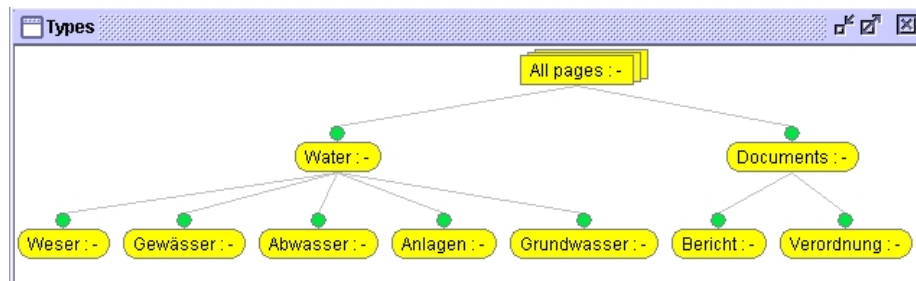 Types
All pages : -
Water : -
Documents : -
Weser : -
Gewässer : -
Abwasser : -
Anlagen : -
Grundwasser : -
Bericht : -
Verordnung : -